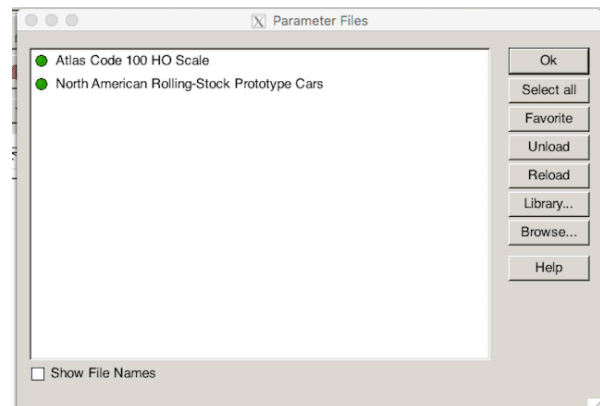 Parameter Files
Atlas Code 100 HO Scale
North American Rolling-Stock Prototype Cars
Ok
Select all
Favorite
Unload
Reload
Library...
Browse...
Help
Show File Names